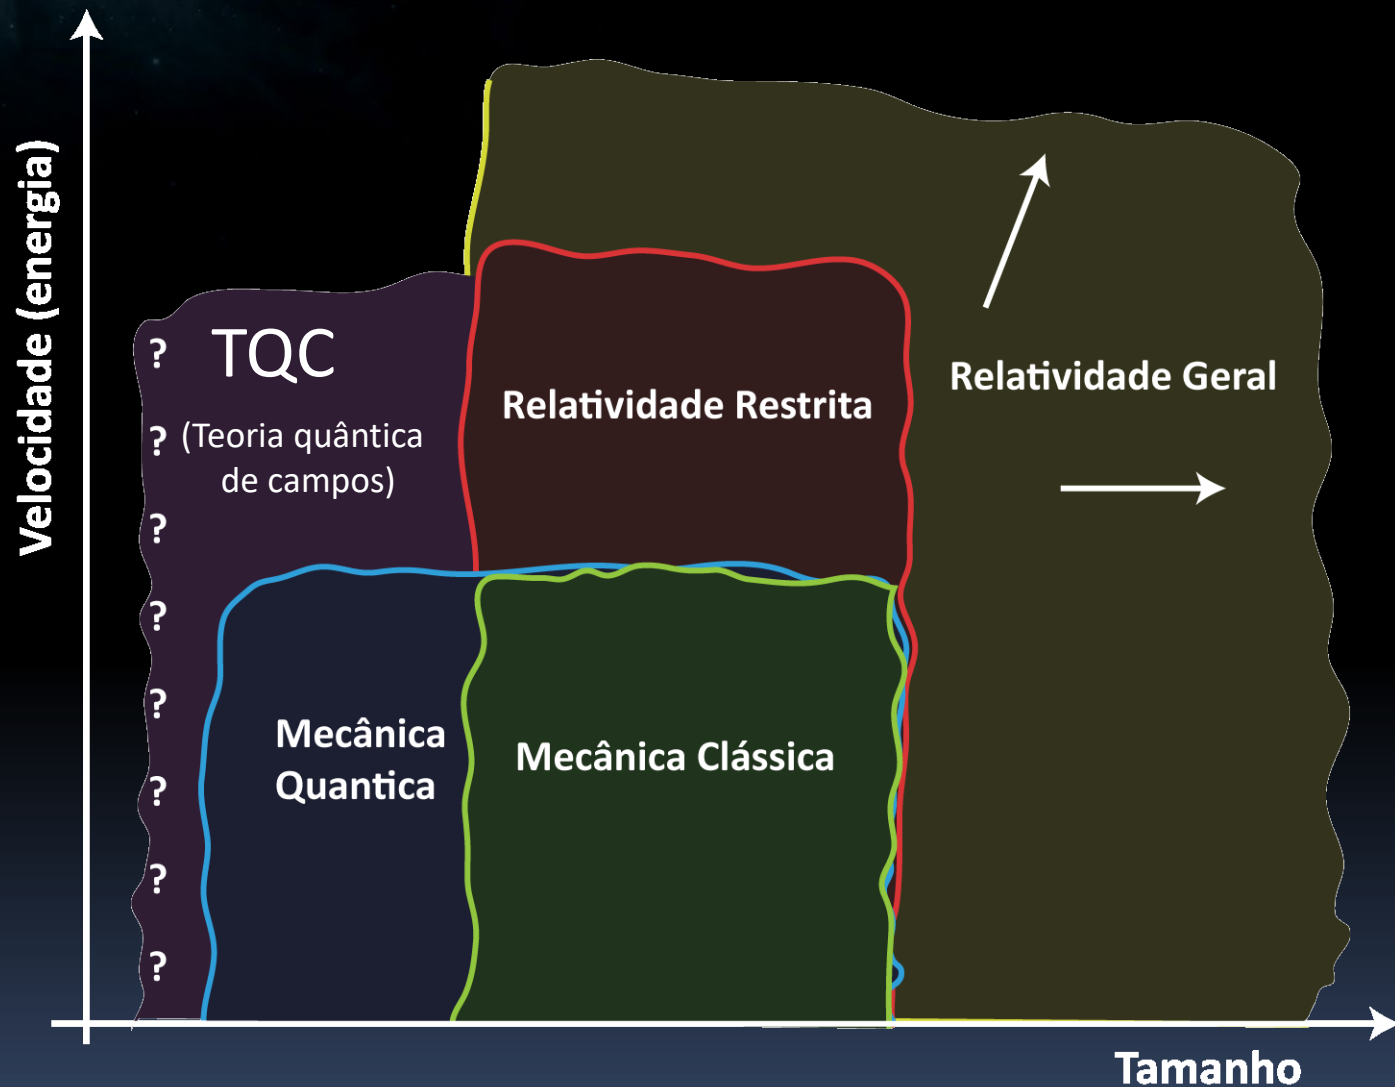 Velocidade (energia)
?
TQC
?
(Teoria quântica
de campos)
?
?
?
?
?
?
Relatividade Restrita
Relatividade Geral
Mecânica
Quantica
Mecânica Clássica
Tamanho